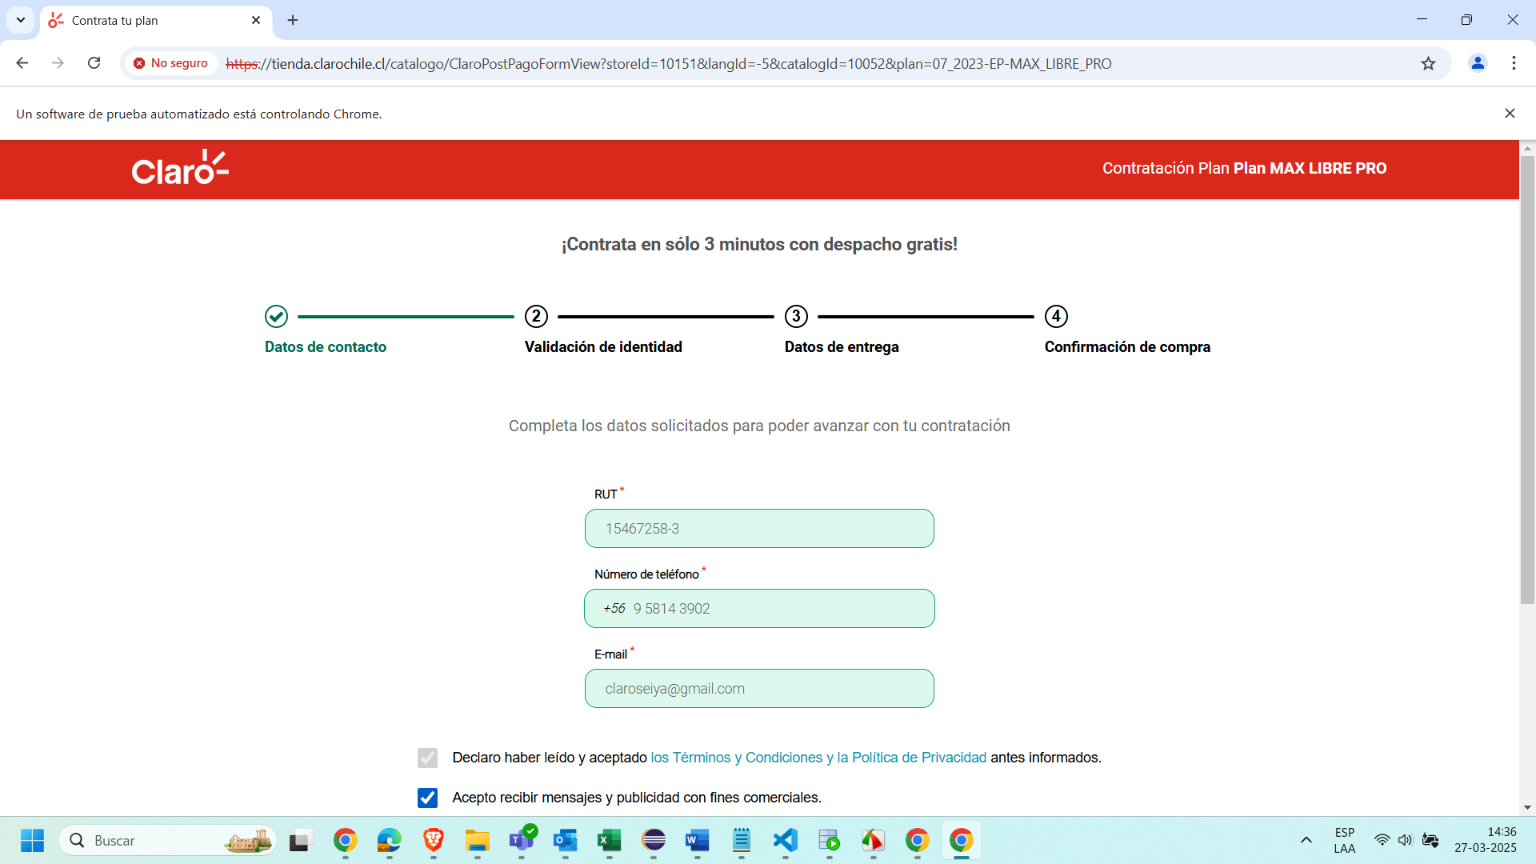 Contrata tu plan
No seguro
https://tienda.clarochile.cl/catalogo/ClaroPostPagoFormView?storeId=10151&langId=-5&catalogId=10052&plan=07_2023-EP-MAX_LIBRE_PRO
Un software de prueba automatizado está controlando Chrome.
Claro
Contratación Plan Plan MAX LIBRE PRO
¡Contrata en sólo 3 minutos con despacho gratis!
2 3 4
Datos de contacto Validación de identidad Datos de entrega Confirmación de compra
Completa los datos solicitados para poder avanzar con tu contratación
RUT *
15467258-3
Número de teléfono *
+56 9 5814 3902
E-mail *
claroseiya@gmail.com
Declaro haber leído y aceptado los Términos y Condiciones y la Política de Privacidad antes informados.
Acepto recibir mensajes y publicidad con fines comerciales.
Buscar
ESP
LAA
14:36
27-03-2025